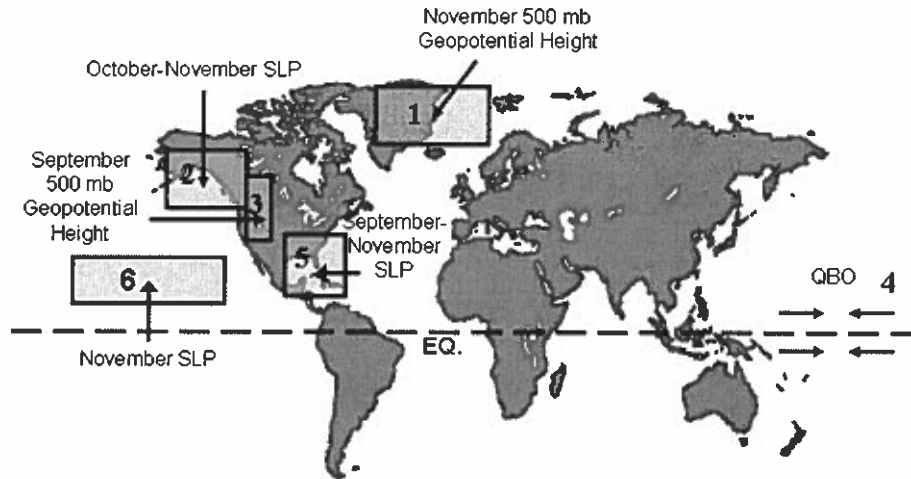 November 500 mb
Geopotential Height
October-November SLP
1
September
500 mb
Geopotential
Height
2
3
September-
November
SLP
5
6
QBO 4
EQ.
November SLP